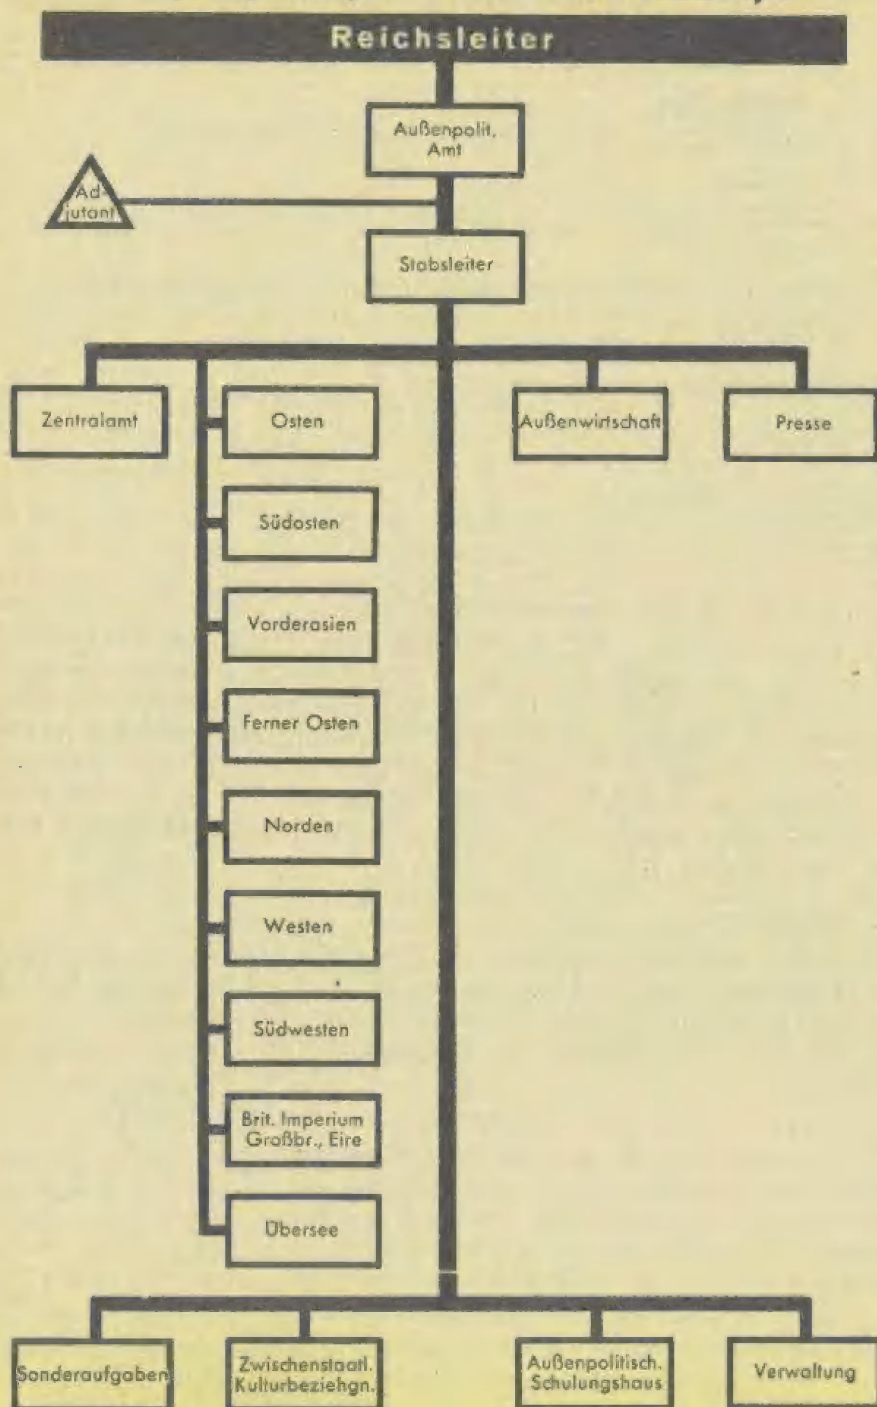 Reichsleiter
Außenpolit.
Amt
Ad-
jutant
Stabsleiter
Zentralamt
Osten
Außenwirtschaft
Presse
Südosten
Vorderasien
Ferner Osten
Norden
Westen
Südwesten
Brit. Imperium
Großbr., Eire
Übersee
Sonderaufgaben
Zwischenstaatl.
Kulturbeziehgn.
Außenpolitisch.
Schulungshaus
Verwaltung